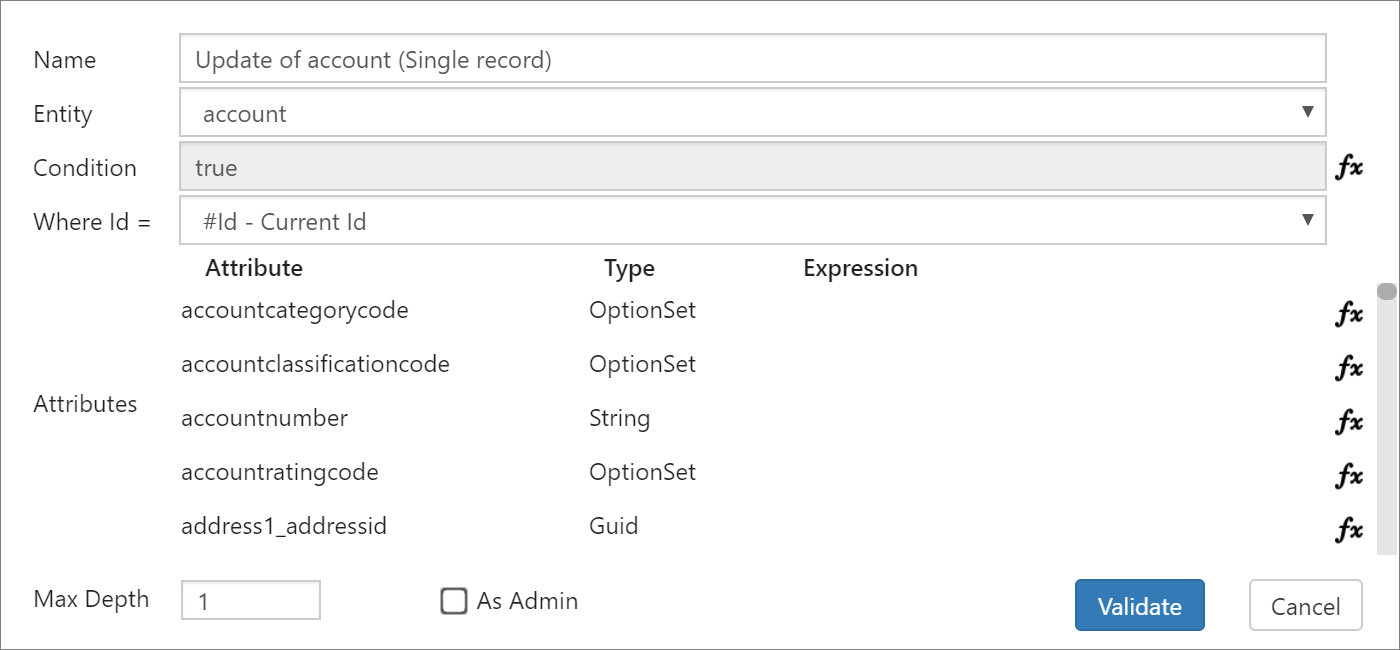 Name Update of account (Single record)
Entity account ▼
Condition true fx
Where Id = #Id - Current Id ▼
Attribute Type Expression
accountcategorycode OptionSet fx
accountclassificationcode OptionSet fx
Attributes
accountnumber String fx
accountratingcode OptionSet fx
address1_addressid Guid fx
Max Depth 1 As Admin Validate Cancel